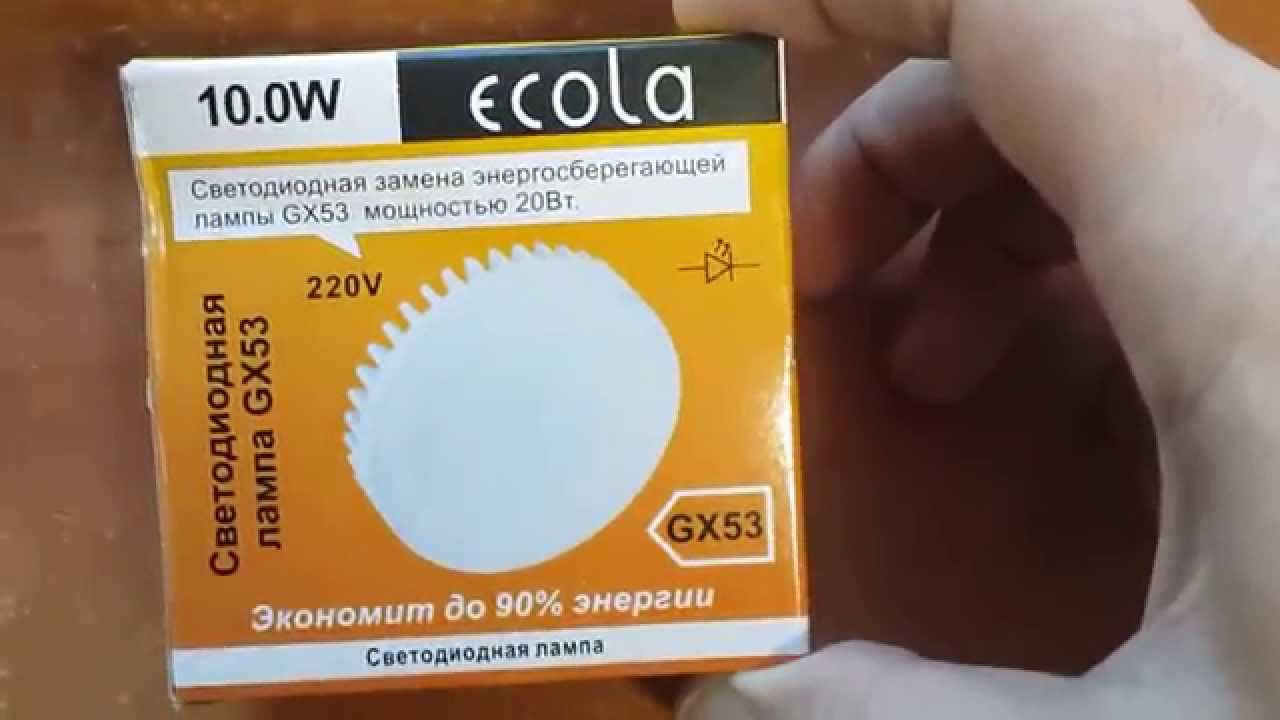 10.0W
Ecola
Светодиодная замена энергосберегающей
лампы GX53 мощностью 20Вт.
220V
Светодиодная
лампа GX53
GX53
Экономит до 90% энергии
Светодиодная лампа